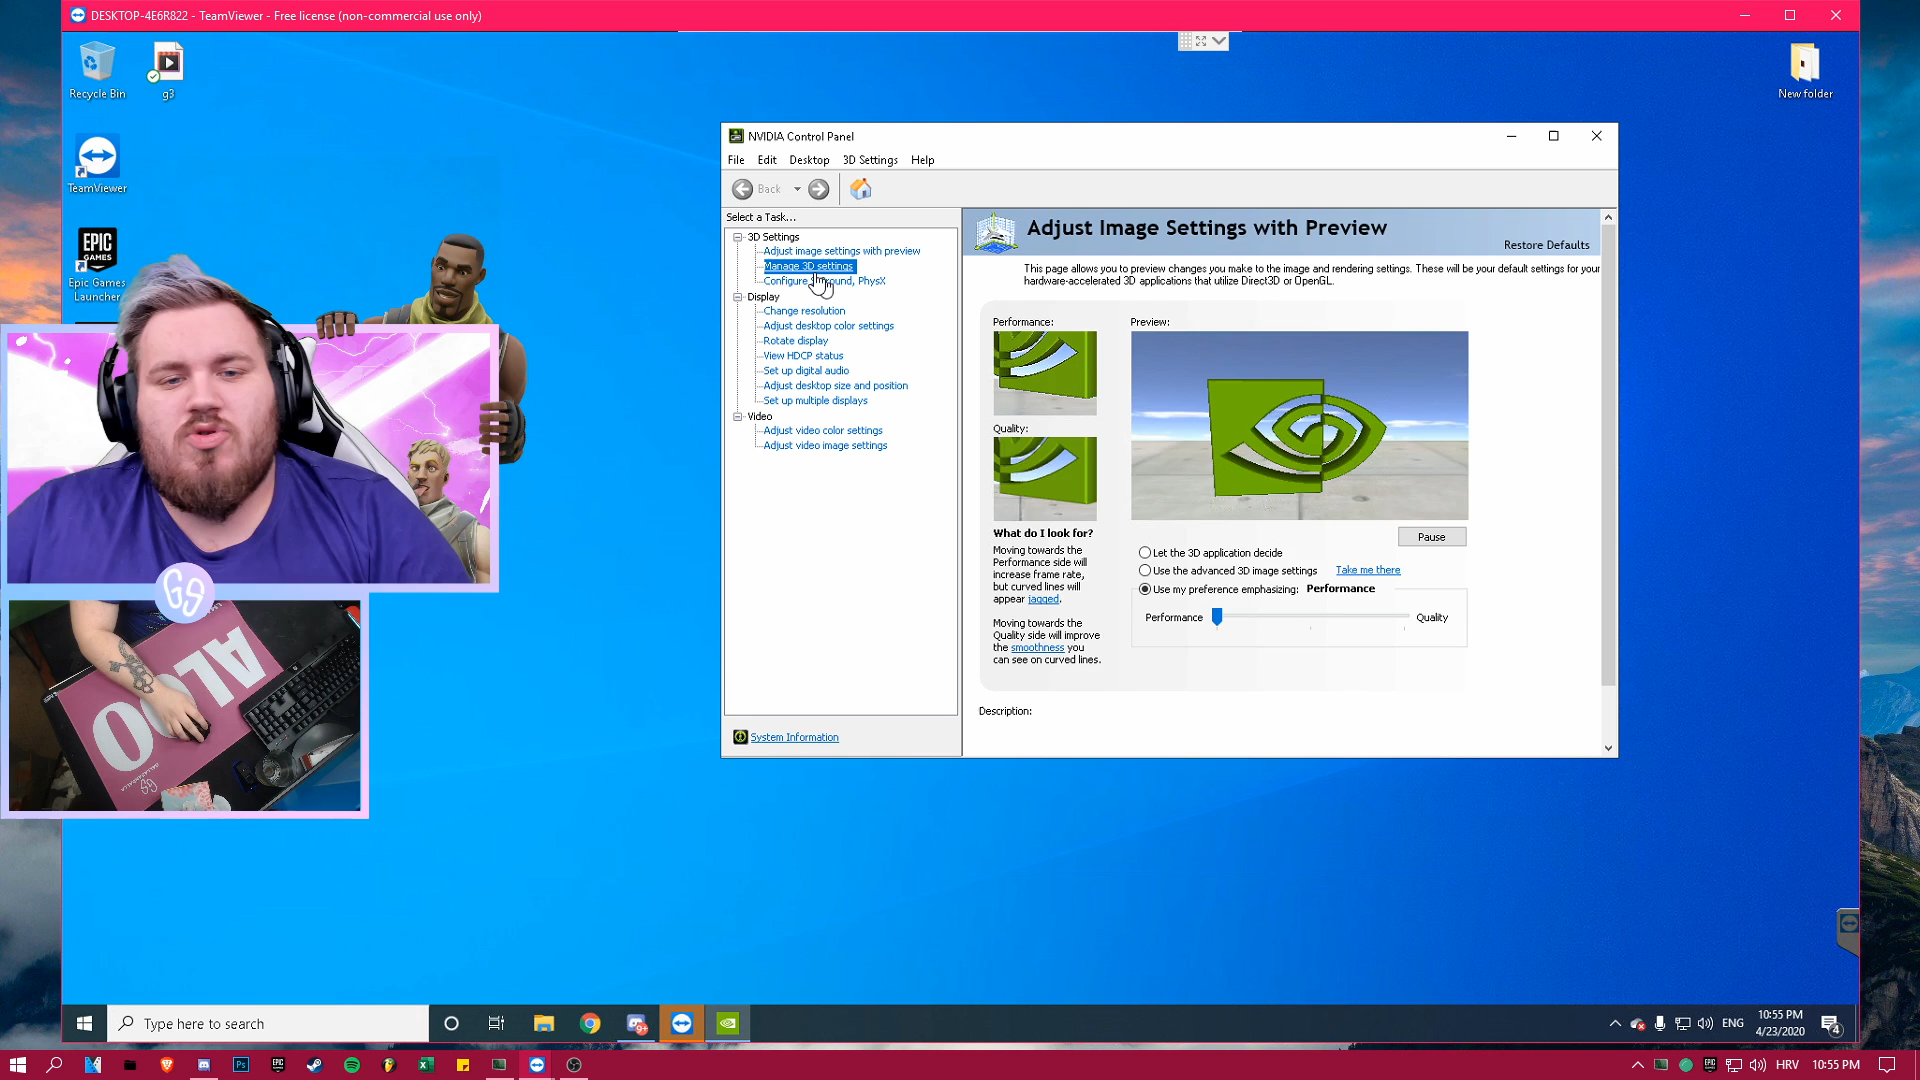 DESKTOP-4E6R822 - TeamViewer - Free license (non-commercial use only)
Recycle Bin
g3
New folder
TeamViewer
EPIC
GAMES
Epic Games
Launcher
NVIDIA Control Panel
File Edit Desktop 3D Settings Help
Back
Select a Task...
3D Settings
Adjust image settings with preview
Manage 3D settings
Configure
PhysX
Display
Change resolution
Adjust desktop color settings
Rotate display
View HDCP status
Set up digital audio
Adjust desktop size and position
Set up multiple displays
Video
Adjust video color settings
Adjust video image settings
System Information
Adjust Image Settings with Preview
Restore Defaults
This page allows you to preview changes you make to the image and rendering settings. These will be your default settings for your
hardware-accelerated 3D applications that utilize Direct3D or OpenGL.
Performance:
Preview:
Quality:
What do I look for?
Moving towards the
Performance side will
increase frame rate,
but curved lines will
appear jagged.
Moving towards the
Quality side will improve
the smoothness you
can see on curved lines.
Pause
Let the 3D application decide
Use the advanced 3D image settings Take me there
Use my preference emphasizing: Performance
Performance
Quality
Description:
GS
Type here to search
9+
ENG
10:55 PM
4/23/2020
4
Ps
EPIC
HRV
10:55 PM